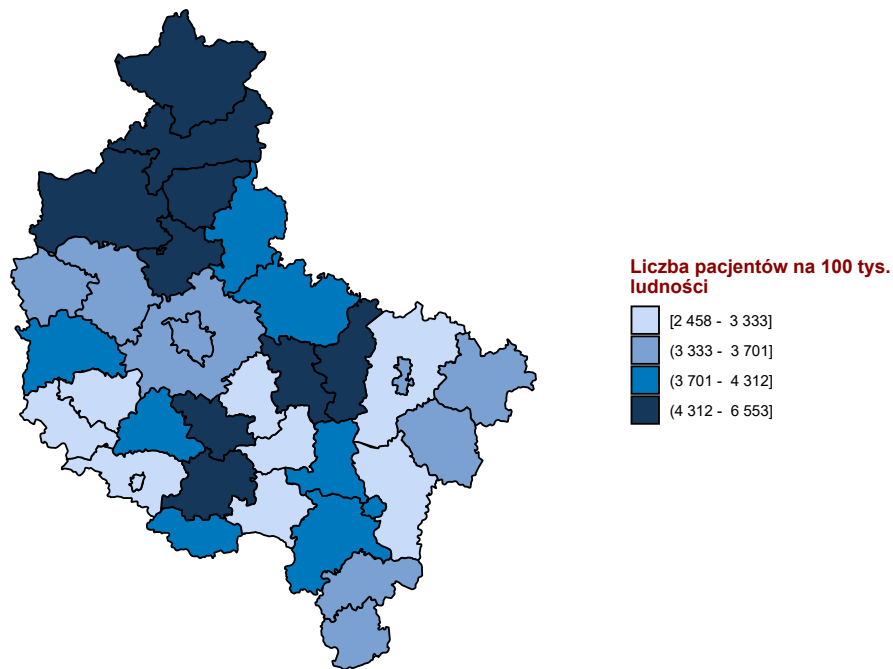 Liczba pacjentów na 100 tys.
ludności
[2 458 - 3 333]
(3 333 - 3 701]
(3 701 - 4 312]
(4 312 - 6 553]